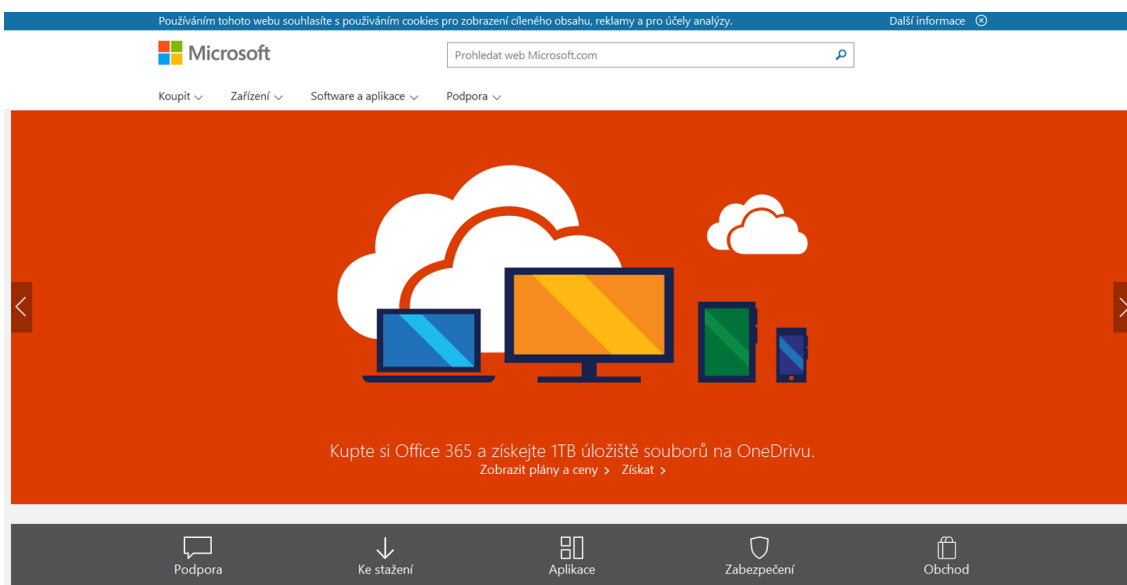 Používáním tohoto webu souhlasíte s používáním cookies pro zobrazení cíleného obsahu, reklamy a pro účely analýzy. Další informace
Microsoft
Prohledat web Microsoft.com
Koupit Zařízení Software a aplikace Podpora
Kupte si Office 365 a získejte 1TB úložiště souborů na OneDrivu.
Zobrazit plány a ceny Získat
Podpora Ke stažení Aplikace Zabezpečení Obchod